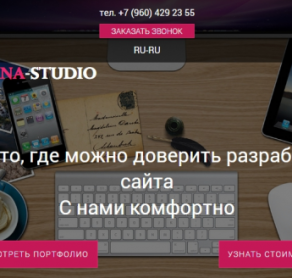 тел. +7 (960) 429 23 55
ЗАКАЗАТЬ ЗВОНОК
RU-RU
NA-STUDIO
то, где можно доверить разраб
сайта
С нами комфортно
ОТРЕТЬ ПОРТФОЛИО
УЗНАТЬ СТОИМ